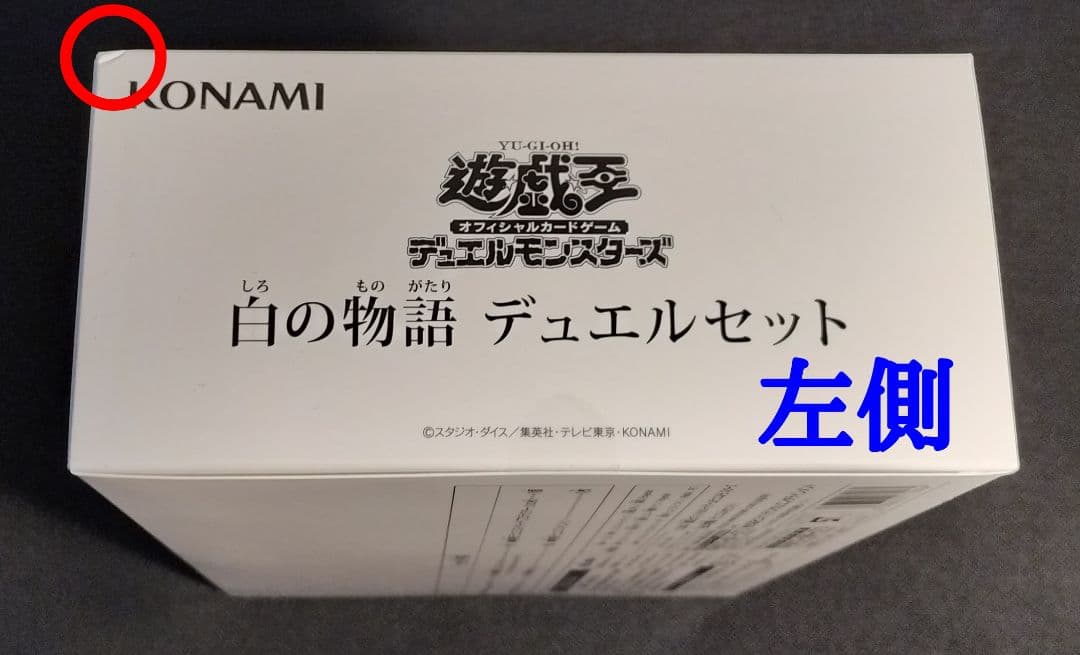 KONAMI
YU-GI-OH!
遊戯王
オフィシャルカードゲーム
デュエルモンスターズ
しろ もの がたり
白の物語 デュエルセット
左側
©スタジオ・ダイス/集英社・テレビ東京・KONAMI